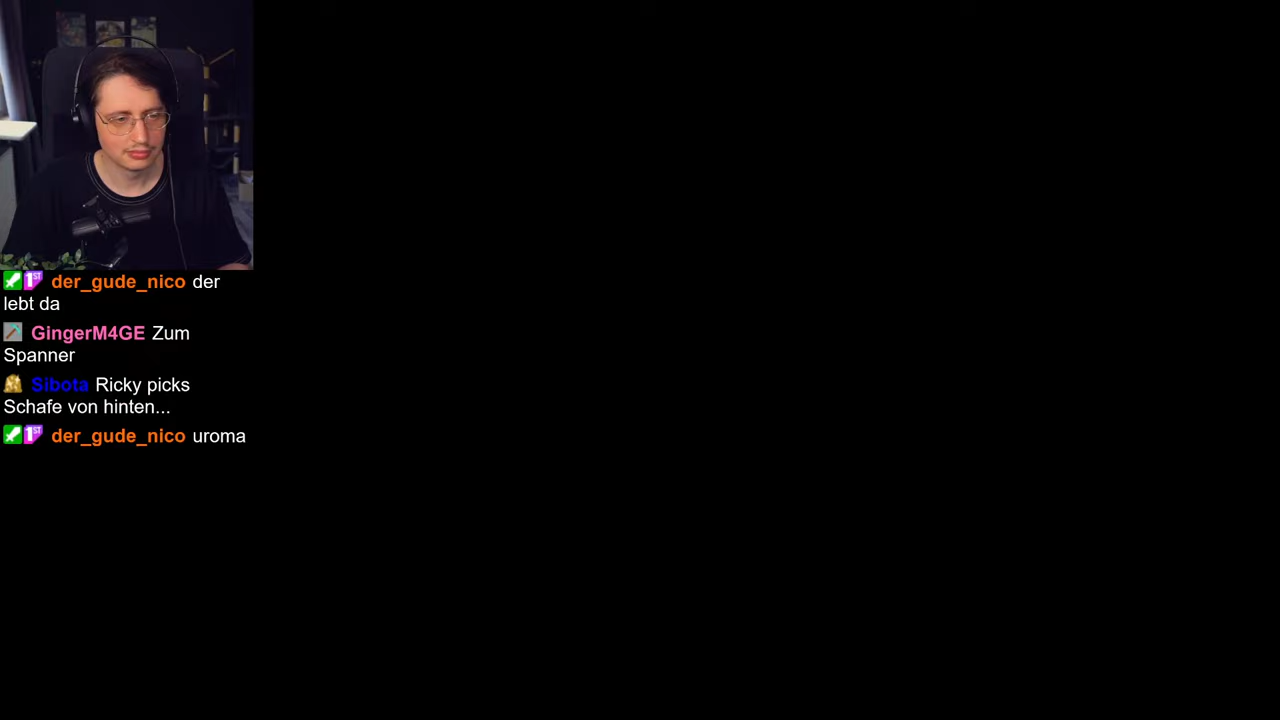 der_gude_nico der
lebt da
GingerM4GE Zum
Spanner
Sibota Ricky picks
Schafe von hinten...
der_gude_nico uroma